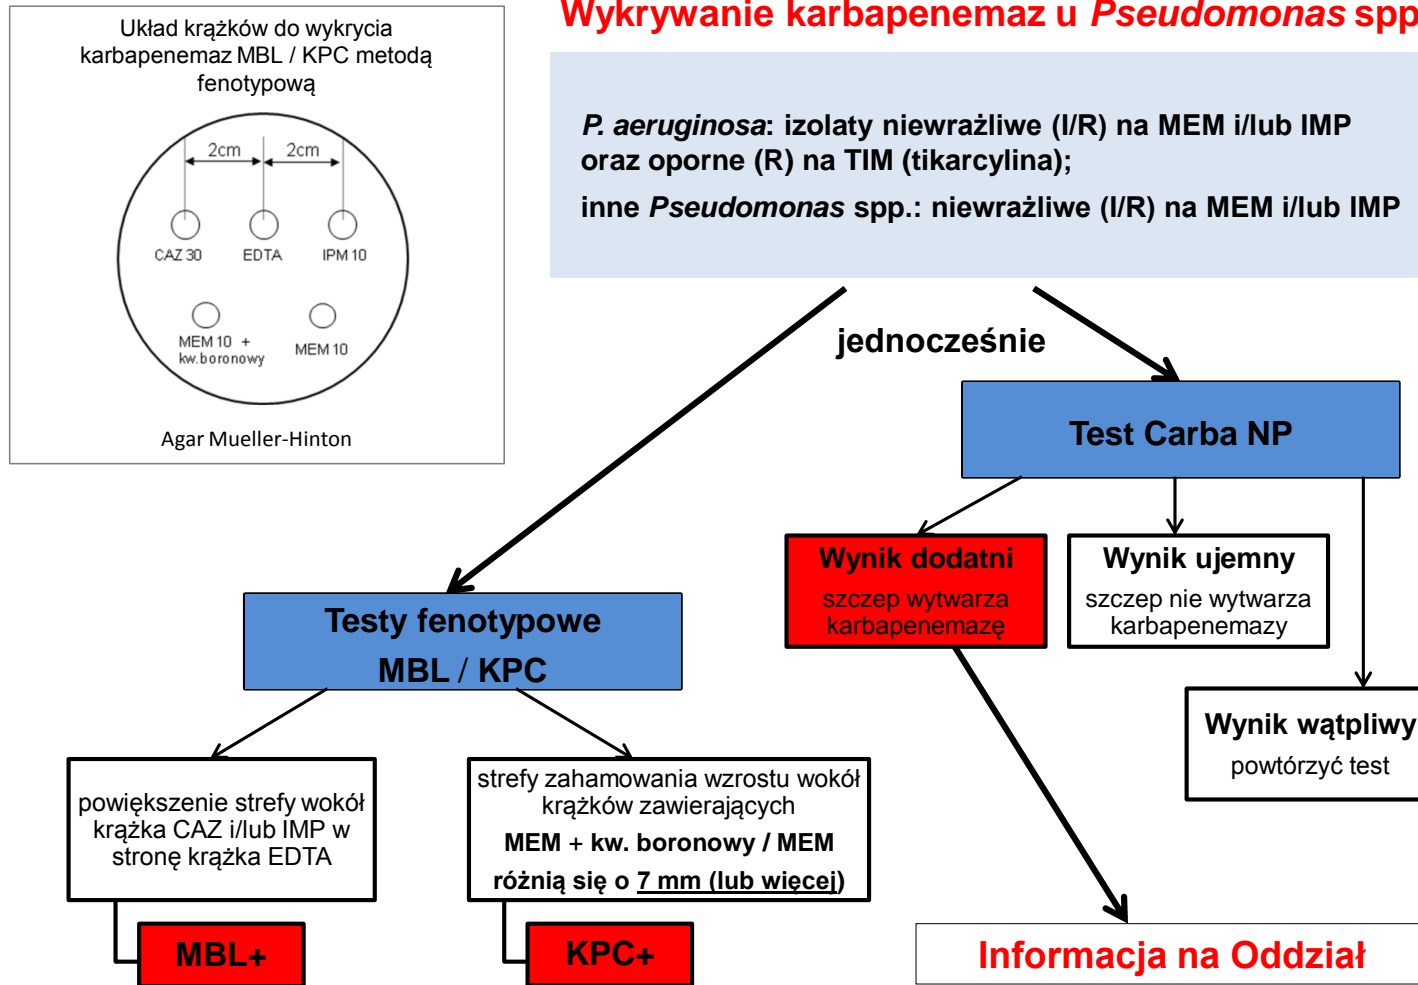 Układ krążków do wykrycia
karbapenemaz MBL / KPC metodą
fenotypową
2cm 2cm
CAZ 30 EDTA IPM 10
MEM 10 +
kw.boronowy
MEM 10
Agar Mueller-Hinton
Wykrywanie karbapenemaz u Pseudomonas spp
P. aeruginosa: izolaty niewrażliwe (I/R) na MEM i/lub IMP
oraz oporne (R) na TIM (tikarcylina);
inne Pseudomonas spp.: niewrażliwe (I/R) na MEM i/lub IMP
jednocześnie
Test Carba NP
Wynik dodatni
szczep wytwarza
karbapenemazę
Wynik ujemny
szczep nie wytwarza
karbapenemazy
Wynik wątpliwy
powtórzyć test
Testy fenotypowe
MBL / KPC
powiększenie strefy wokół
krążka CAZ i/lub IMP w
stronę krążka EDTA
strefy zahamowania wzrostu wokół
krążków zawierających
MEM + kw. boronowy / MEM
różnią się o 7 mm (lub więcej)
MBL+
KPC+
Informacja na Oddział